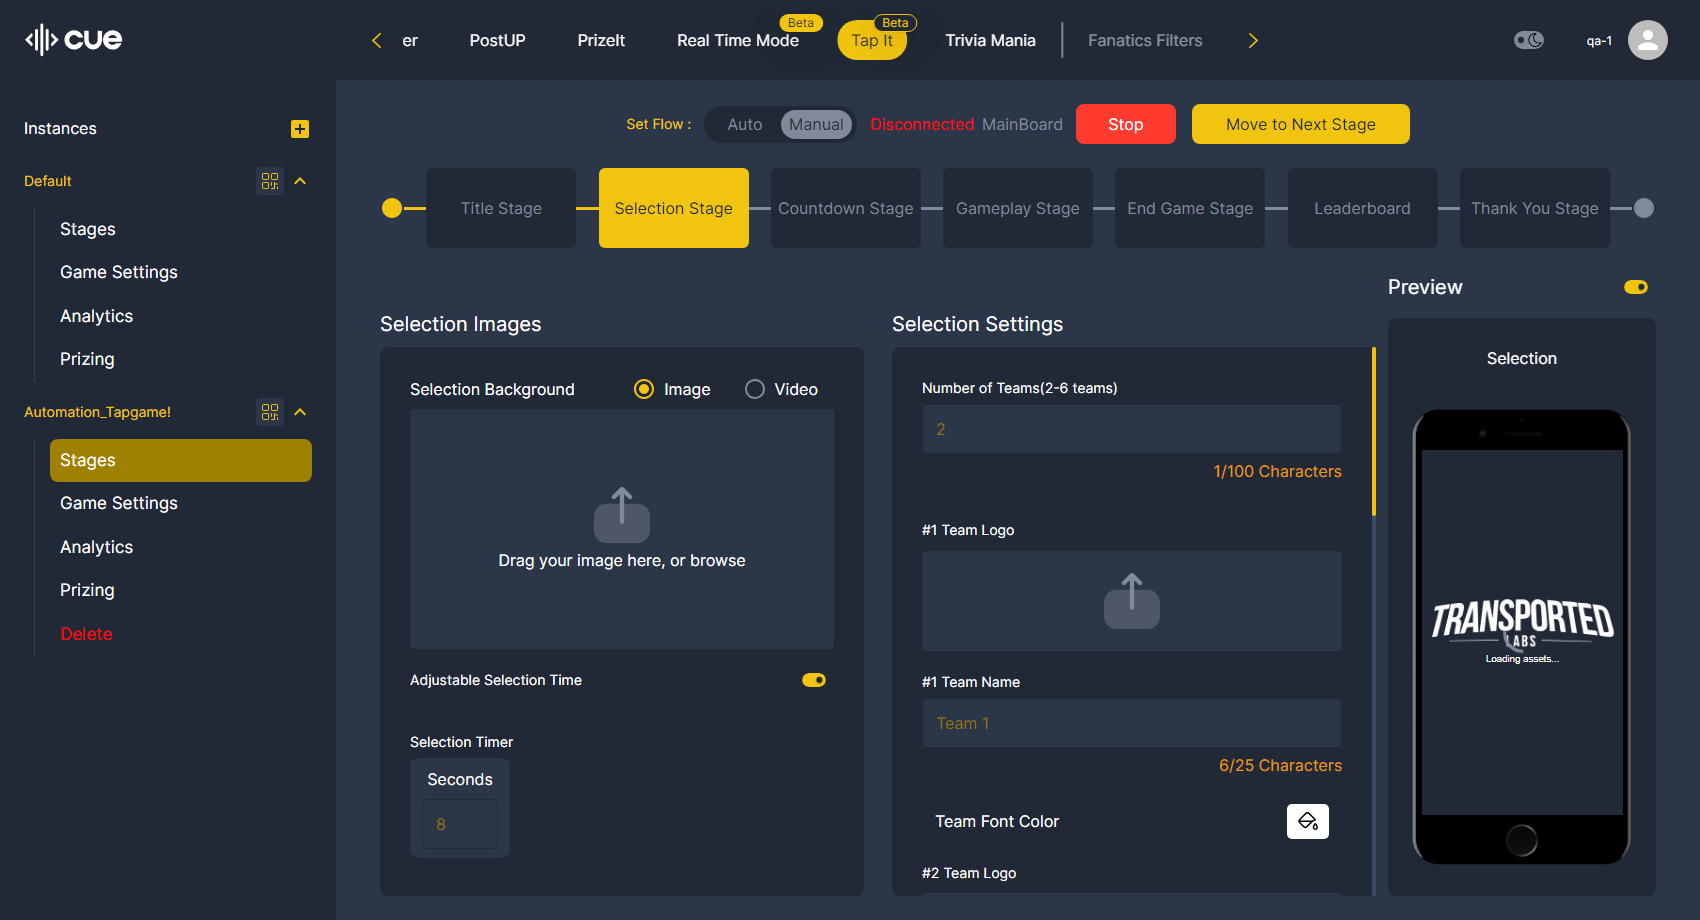 cue
er
PostUP
PrizeIt
Real Time Mode
Beta
Tap It
Beta
Trivia Mania
Fanatics Filters
qa-1
Instances
Default
Stages
Game Settings
Analytics
Prizing
Automation_Tapgame!
Stages
Game Settings
Analytics
Prizing
Delete
Set Flow :
Auto
Manual
Disconnected MainBoard
Stop
Move to Next Stage
Title Stage
Selection Stage
Countdown Stage
Gameplay Stage
End Game Stage
Leaderboard
Thank You Stage
Selection Images
Selection Background
Image
Video
Drag your image here, or browse
Adjustable Selection Time
Selection Timer
Seconds
8
Selection Settings
Number of Teams(2-6 teams)
2
1/100 Characters
#1 Team Logo
#1 Team Name
Team 1
6/25 Characters
Team Font Color
#2 Team Logo
Preview
Selection
TRANSPORTED
LABS
Loading assets...